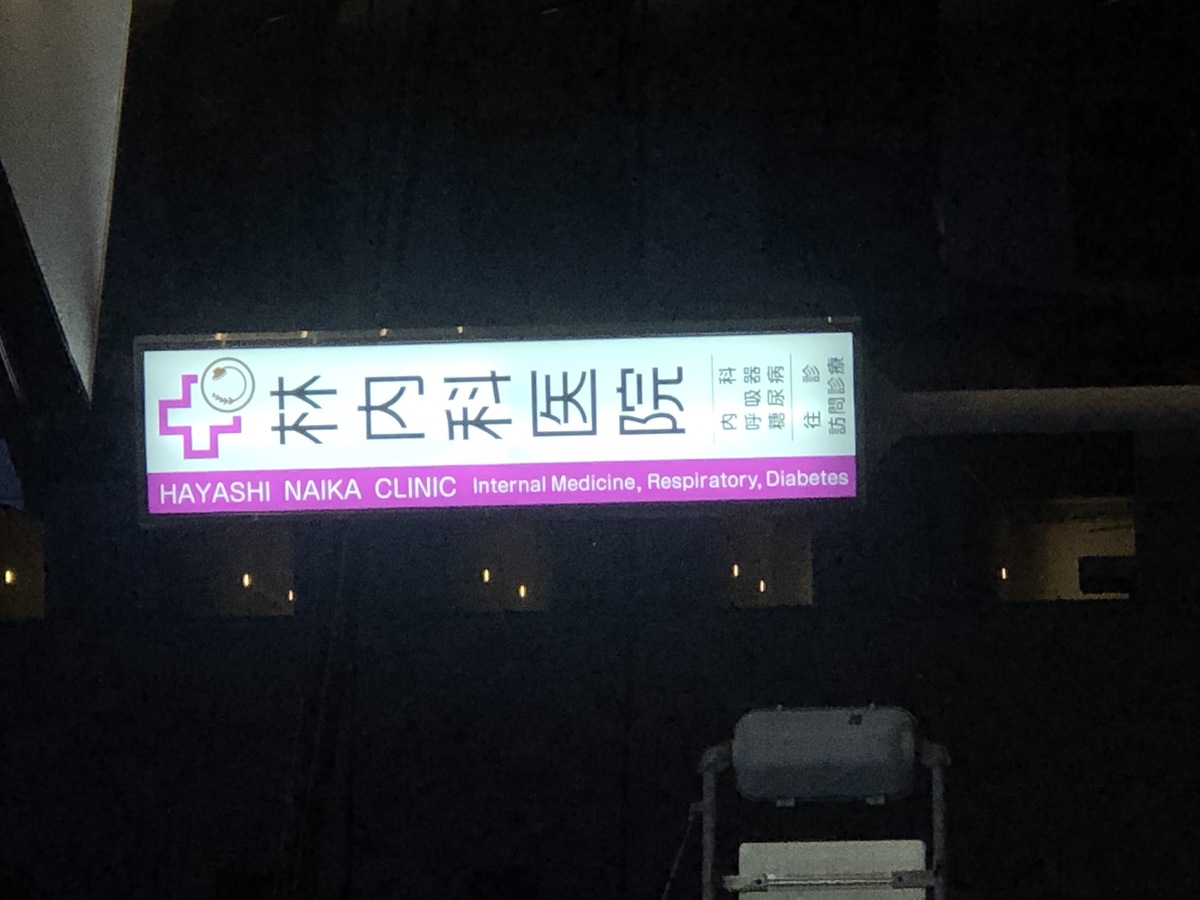 林内科医院
内科
呼吸器
糖尿病
往診
訪問診療
HAYASHI NAIKA CLINIC Internal Medicine, Respiratory, Diabetes